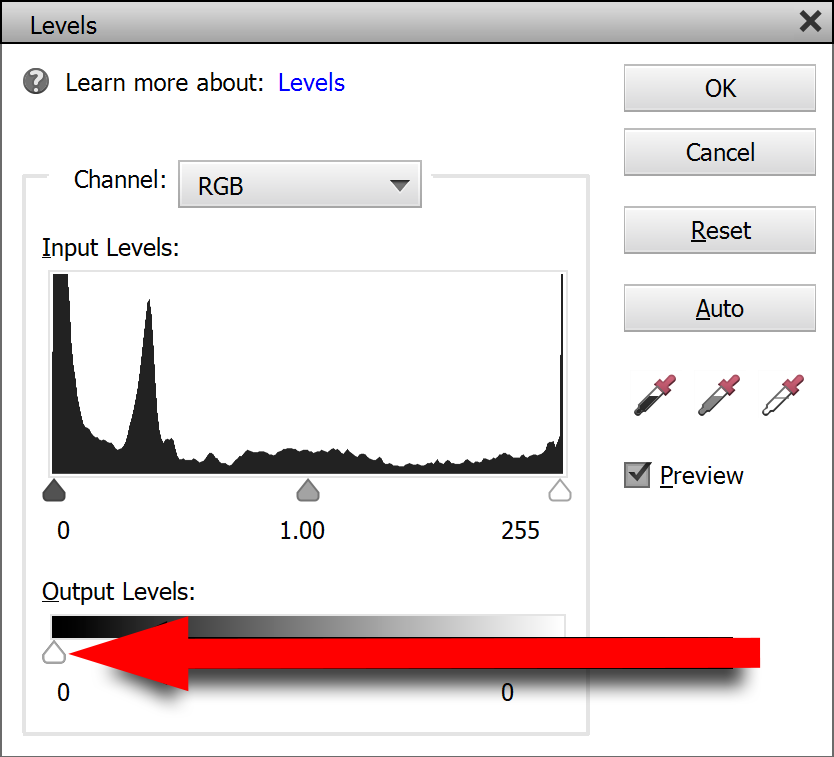 Levels
Learn more about: Levels
OK
Cancel
Channel: RGB
Reset
Input Levels:
Auto
Preview
0 1.00 255
Output Levels:
0 0